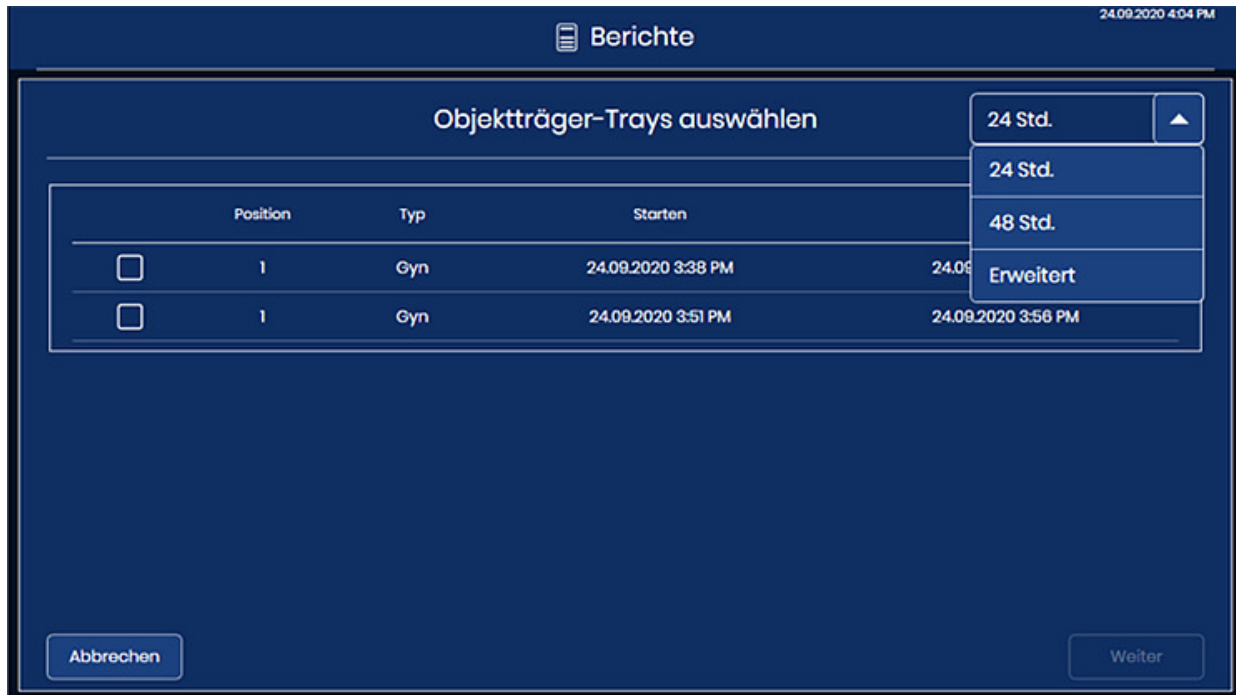 24.09.2020 4:04 PM
Berichte
Objektträger-Trays auswählen
24 Std.
24 Std.
48 Std.
Erweitert
Position Typ Starten
1 Gyn 24.09.2020 3:38 PM
1 Gyn 24.09.2020 3:51 PM 24.09.2020 3:56 PM
Abbrechen Weiter